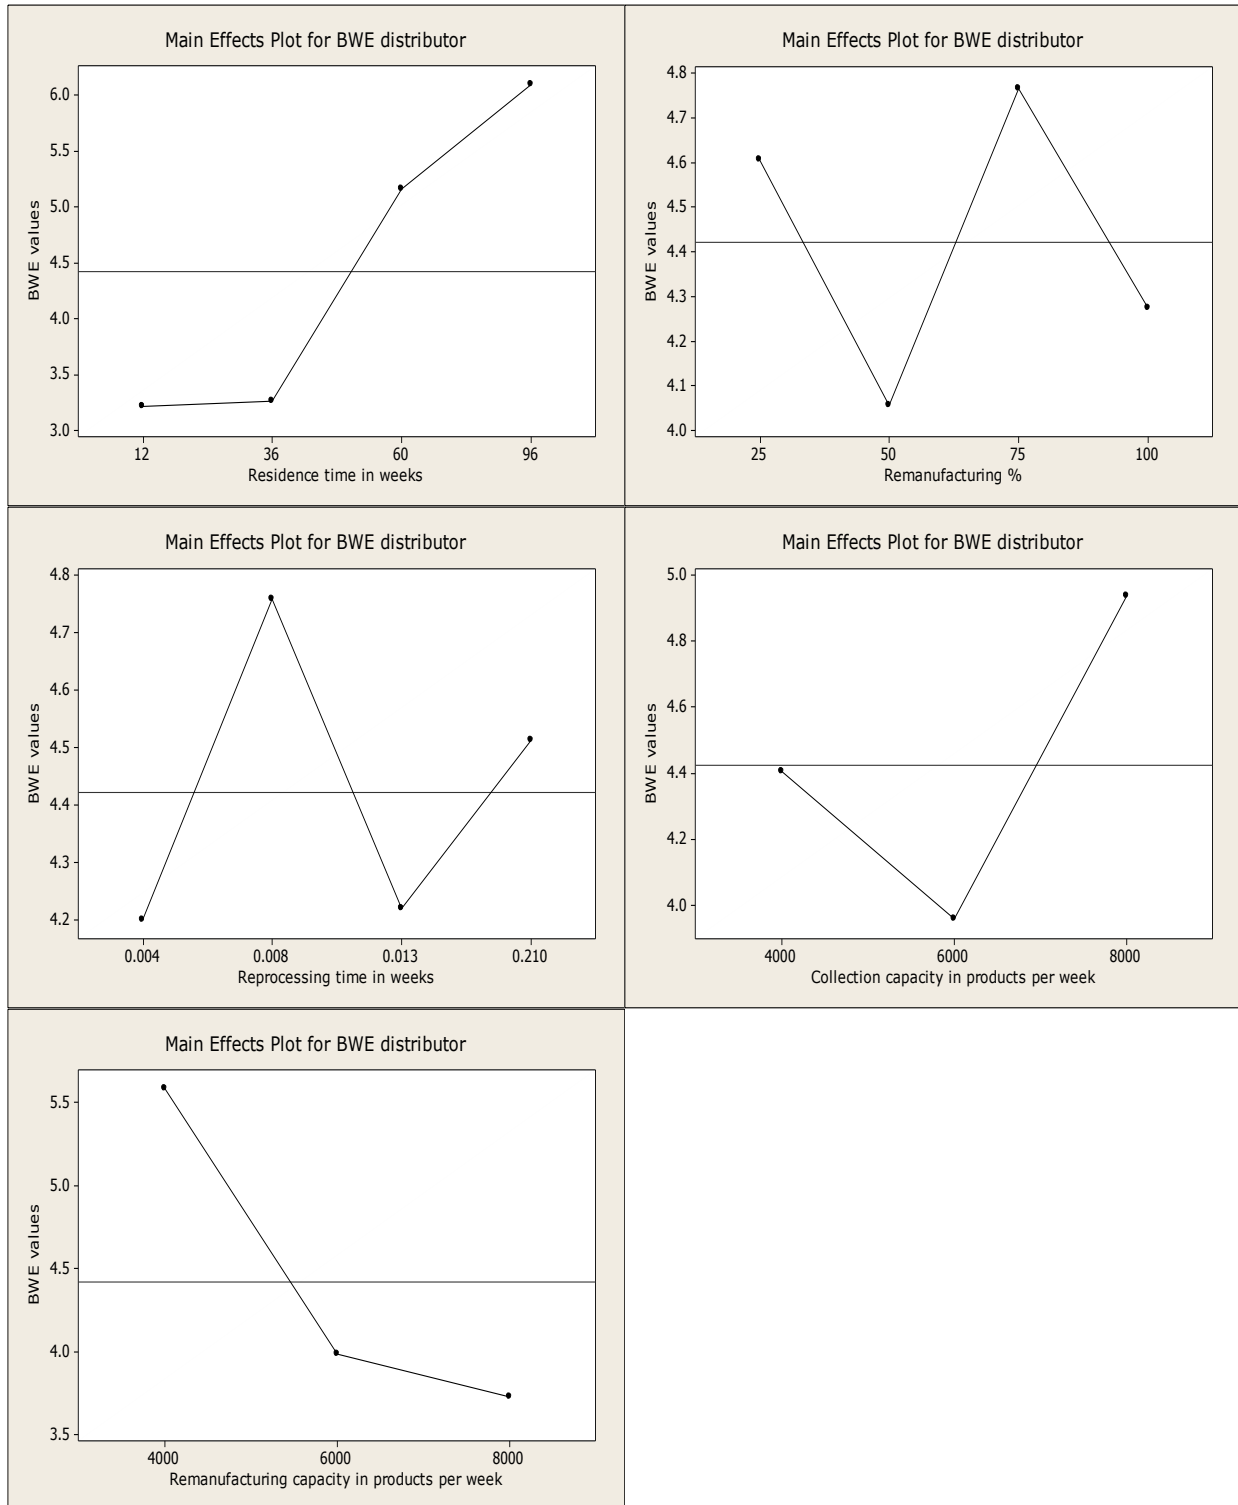 Main Effects Plot for BWE distributor
BWE values
6.0
5.5
5.0
4.5
4.0
3.5
3.0
12 36 60 96
Residence time in weeks
Main Effects Plot for BWE distributor
BWE values
4.8
4.7
4.6
4.5
4.4
4.3
4.2
4.1
4.0
25 50 75 100
Remanufacturing %
Main Effects Plot for BWE distributor
BWE values
4.8
4.7
4.6
4.5
4.4
4.3
4.2
0.004 0.008 0.013 0.210
Reprocessing time in weeks
Main Effects Plot for BWE distributor
BWE values
5.0
4.8
4.6
4.4
4.2
4.0
4000 6000 8000
Collection capacity in products per week
Main Effects Plot for BWE distributor
BWE values
5.5
5.0
4.5
4.0
3.5
4000 6000 8000
Remanufacturing capacity in products per week